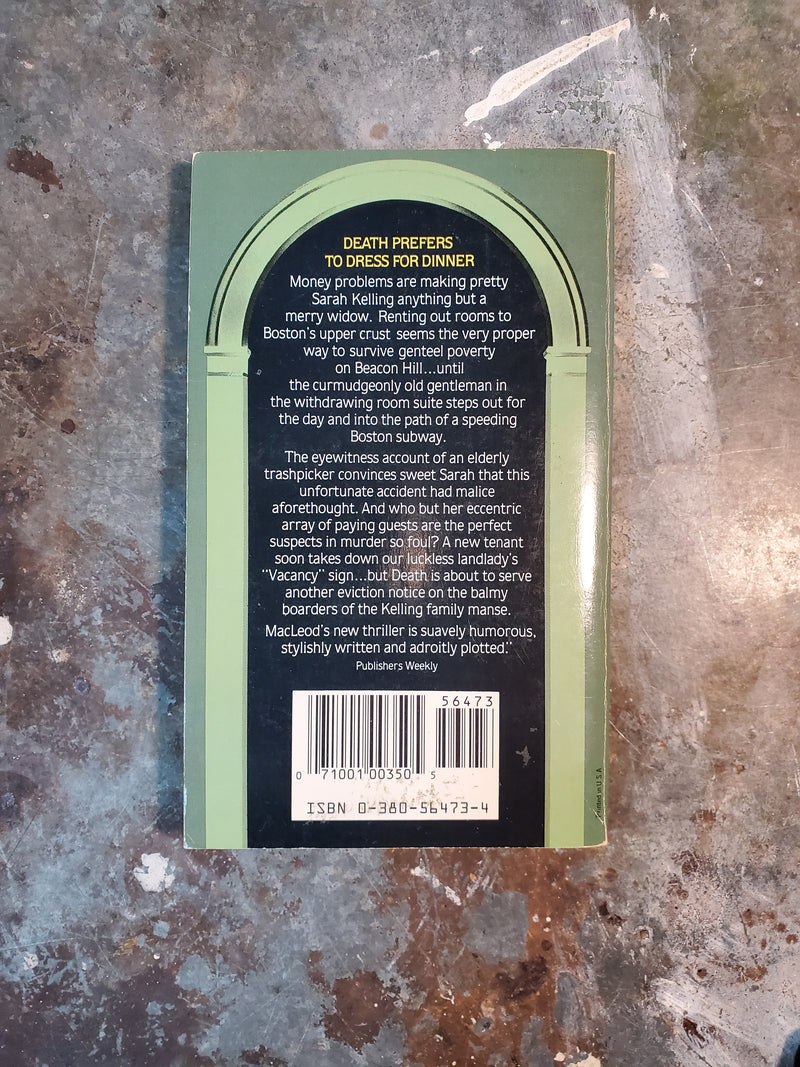 DEATH PREFERS
TO DRESS FOR DINNER
Money problems are making pretty
Sarah Kelling anything but a
merry widow. Renting out rooms to
Boston's upper crust seems the very proper
way to survive genteel poverty
on Beacon Hill...until
the curmudgeonly old gentleman in
the withdrawing room suite steps out for
the day and into the path of a speeding
Boston subway.
The eyewitness account of an elderly
trashpicker convinces sweet Sarah that this
unfortunate accident had malice
aforethought. And who but her eccentric
array of paying guests are the perfect
suspects in murder so foul? A new tenant
soon takes down our luckless landlady's
"Vacancy" sign...but Death is about to serve
another eviction notice on the balmy
boarders of the Kelling family manse.
MacLeod's new thriller is suavely humorous,
stylishly written and adroitly plotted."
Publishers Weekly
56473
0 71001 00350 5
ISBN 0-380-56473-4
Printed in U.S.A.